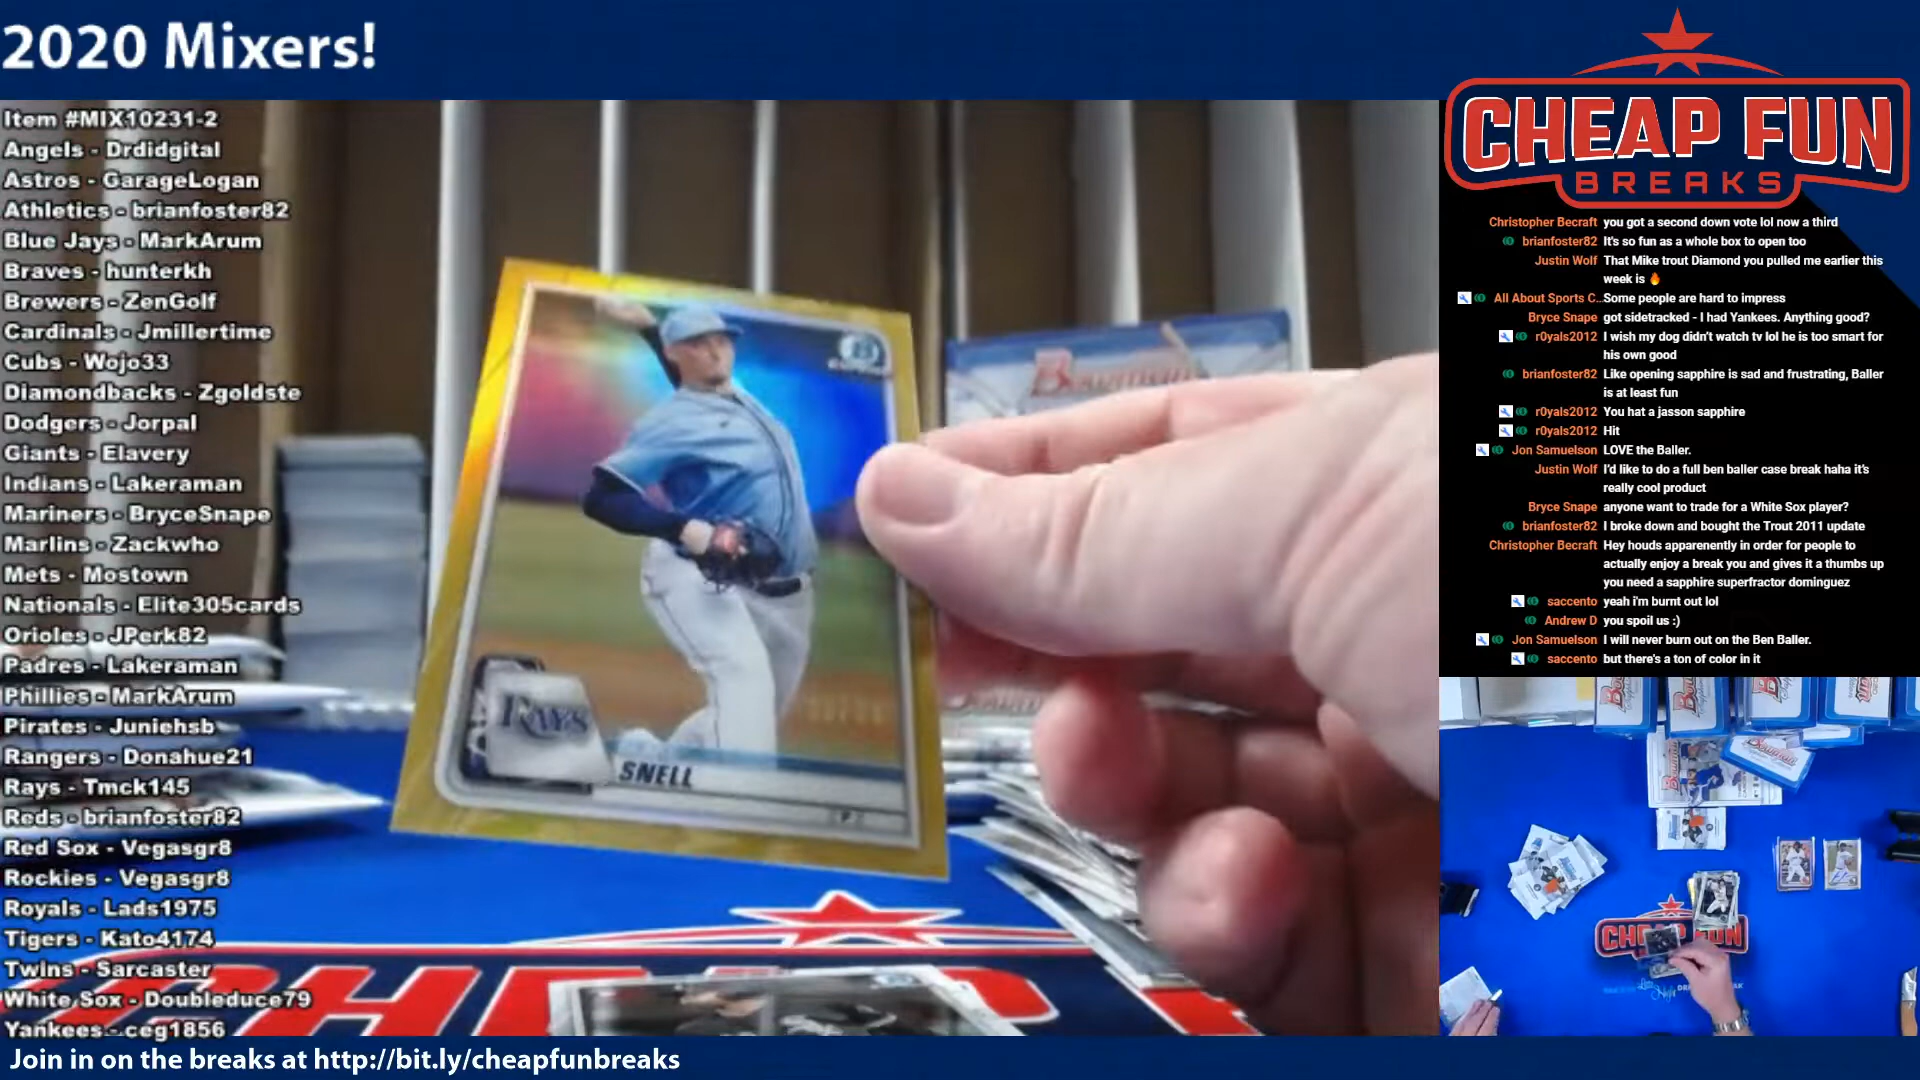 2020 Mixers!
Item #MIX10231-2
Angels - Drdidgital
Astros - GarageLogan
Athletics - brianfoster82
Blue Jays - MarkArum
Braves - hunterkh
Brewers - ZenGolf
Cardinals - Jmillertime
Cubs - Wojo33
Diamondbacks - Zgoldste
Dodgers - Jorpal
Giants - Elavery
Indians - Lakeraman
Mariners - BryceSnape
Marlins - Zackwho
Mets - Mostown
Nationals - Elite305cards
Orioles - JPerk82
Padres - Lakeraman
Phillies - MarkArum
Pirates - Juniehsb
Rangers - Donahue21
Rays - Tmck145
Reds - brianfoster82
Red Sox - Vegasgr8
Rockies - Vegasgr8
Royals - Lads1975
Tigers - Kato4174
Twins - Sarcaster
White Sox - Doubleduce79
Yankees - ceg1856
Bowman
RAYS
SNELL
P
CHEAP FUN
BREAKS
Christopher Becraft you got a second down vote lol now a third
brianfoster82 It's so fun as a whole box to open too
Justin Wolf That Mike trout Diamond you pulled me earlier this
week is 🔥
All About Sports C... Some people are hard to impress
Bryce Snape got sidetracked - I had Yankees. Anything good?
r0yals2012 I wish my dog didn't watch tv lol he is too smart for
his own good
brianfoster82 Like opening sapphire is sad and frustrating, Baller
is at least fun
r0yals2012 You hat a jasson sapphire
r0yals2012 Hit
Jon Samuelson LOVE the Baller.
Justin Wolf I'd like to do a full ben baller case break haha it's
really cool product
Bryce Snape anyone want to trade for a White Sox player?
brianfoster82 I broke down and bought the Trout 2011 update
Christopher Becraft Hey houds apparenently in order for people to
actually enjoy a break you and gives it a thumbs up
you need a sapphire superfractor dominguez
saccento yeah i'm burnt out lol
Andrew D you spoil us :)
Jon Samuelson I will never burn out on the Ben Baller.
saccento but there's a ton of color in it
CHEAP FUN
Join in on the breaks at http://bit.ly/cheapfunbreaks